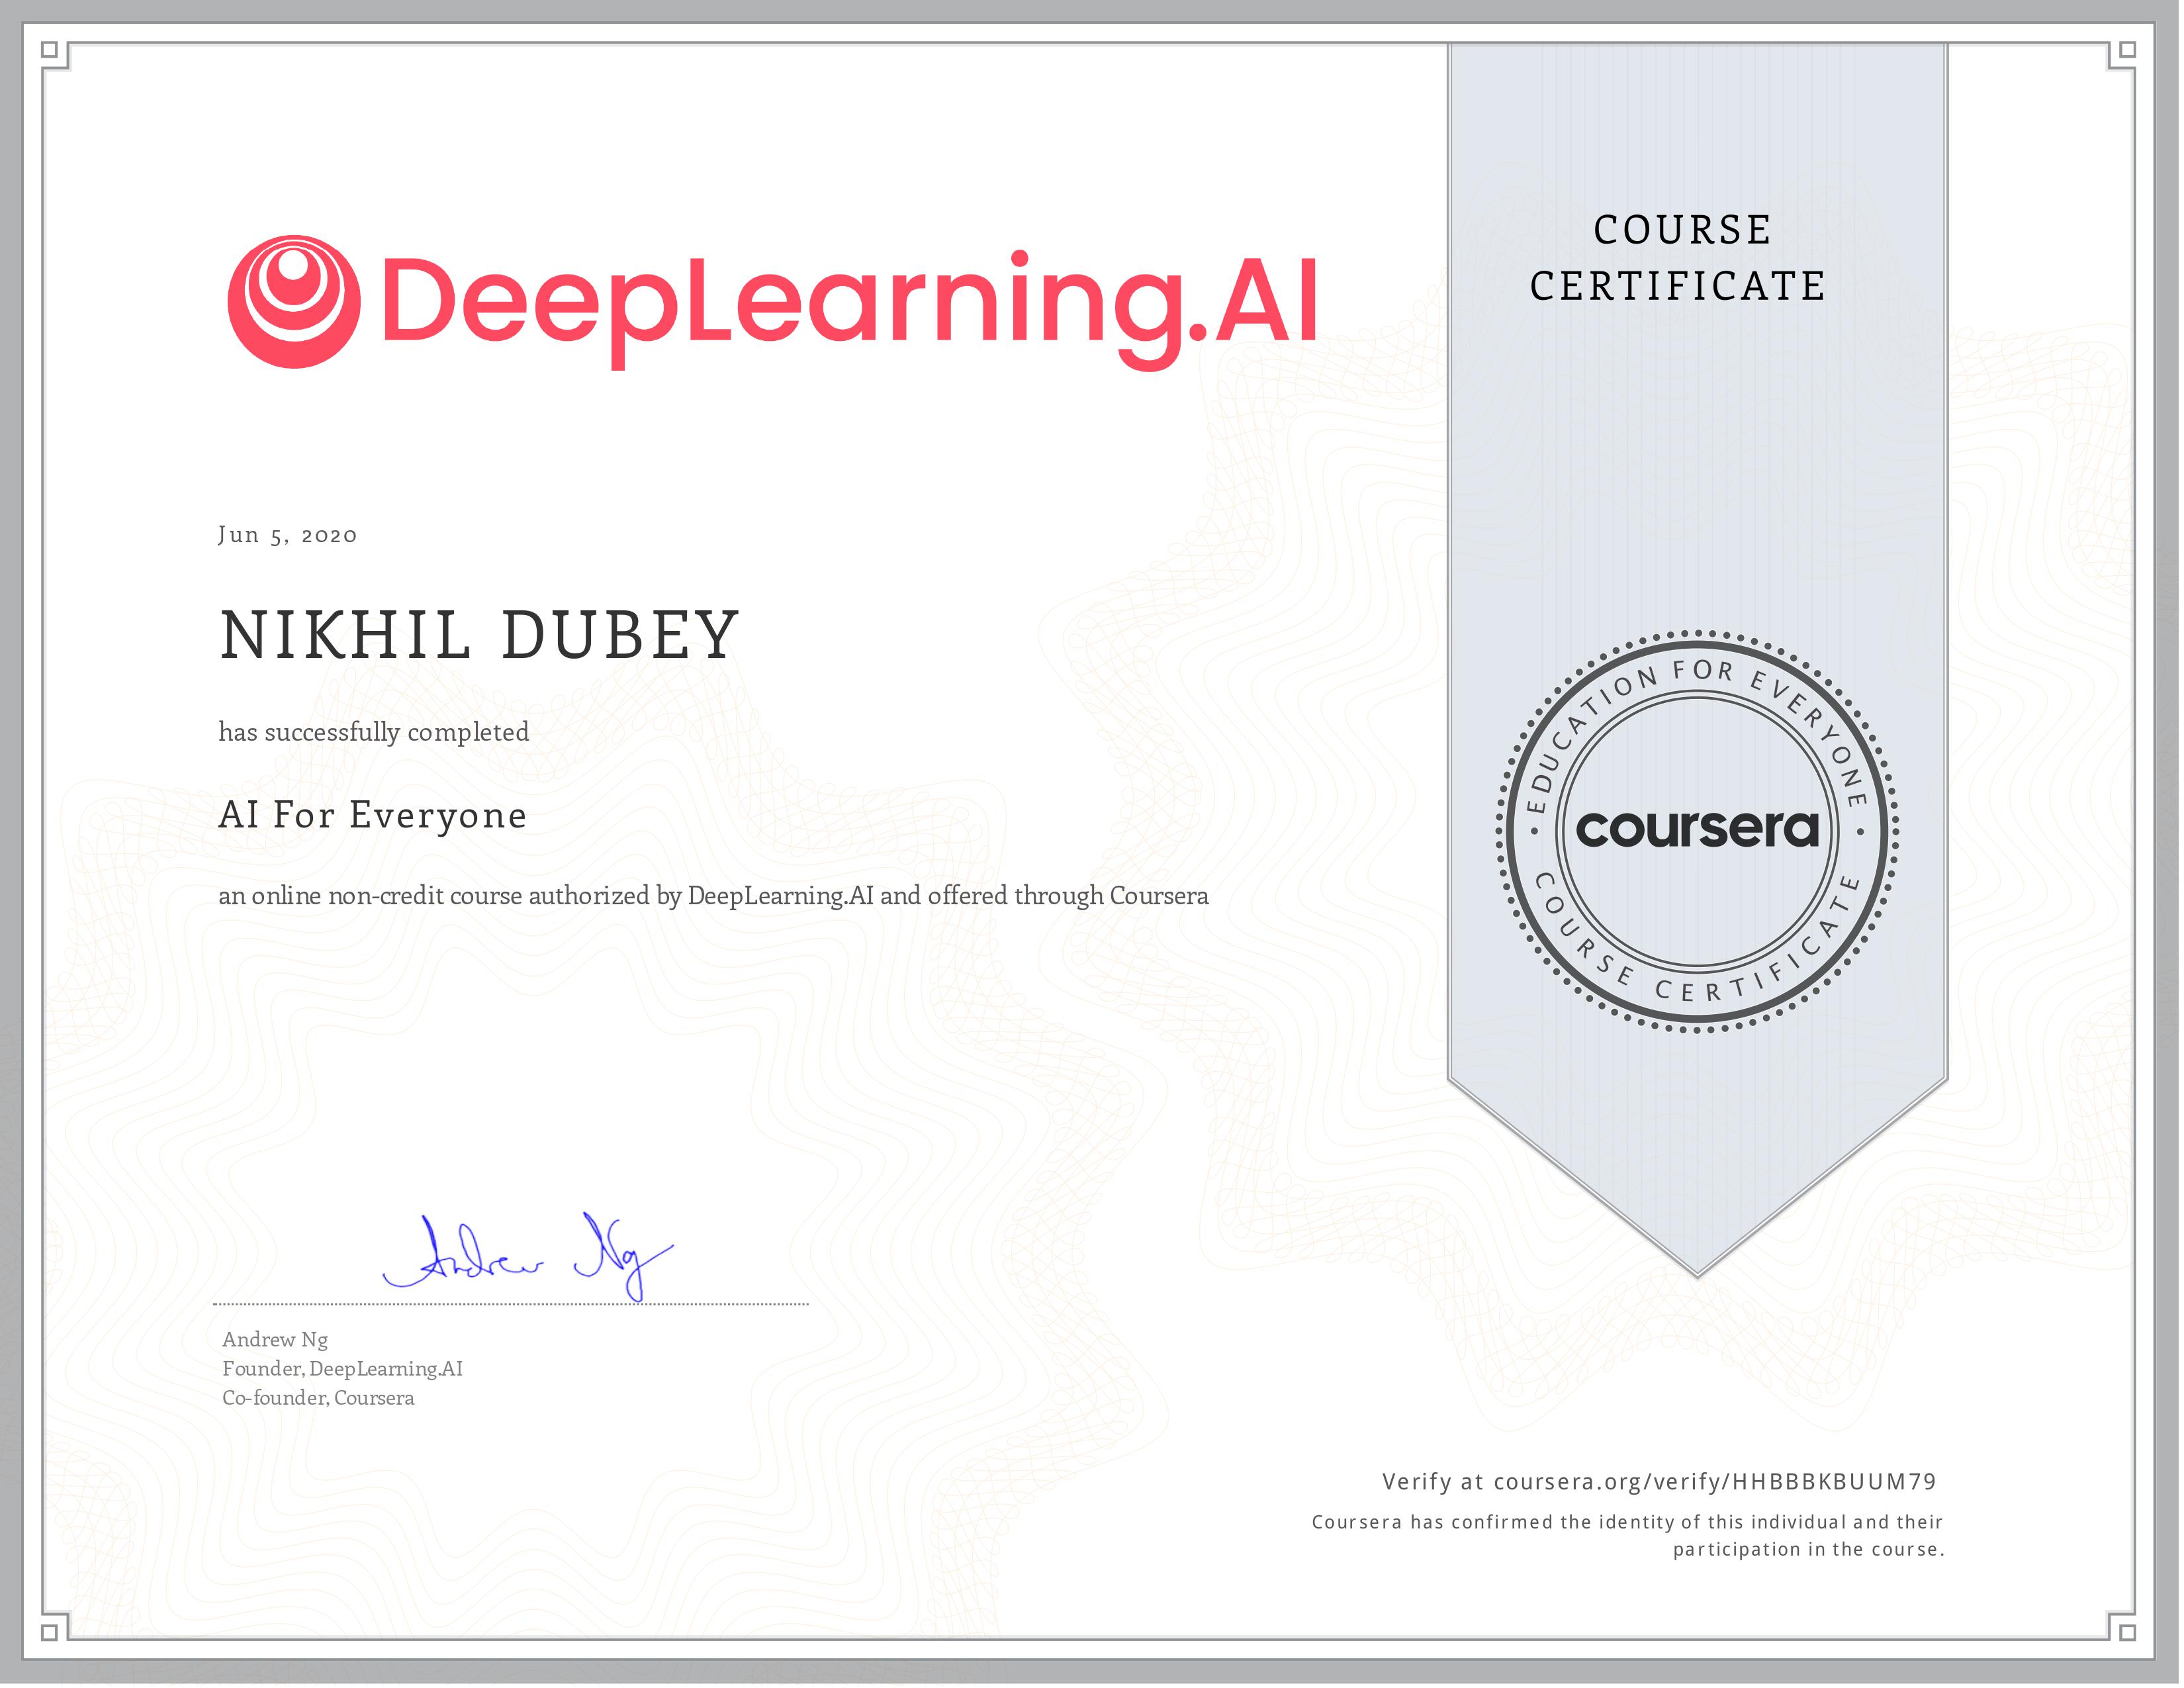 DeepLearning.AI
COURSE
CERTIFICATE
Jun 5, 2020
NIKHIL DUBEY
has successfully completed
AI For Everyone
an online non-credit course authorized by DeepLearning.AI and offered through Coursera
EDUCATION FOR EVERYONE
coursera
COURSE CERTIFICATE
Andrew Ng
Andrew Ng
Founder, DeepLearning.AI
Co-founder, Coursera
Verify at coursera.org/verify/HHBBBKBUUM79
Coursera has confirmed the identity of this individual and their
participation in the course.